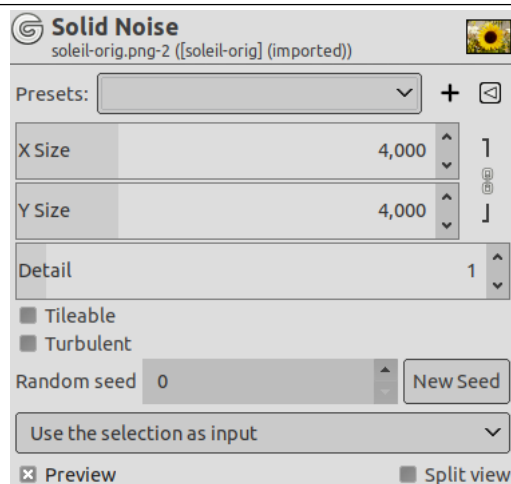 Solid Noise
soleil-orig.png-2 ([soleil-orig] (imported))
Presets:
X Size 4,000
Y Size 4,000
Detail 1
Tileable
Turbulent
Random seed 0 New Seed
Use the selection as input
Preview Split view